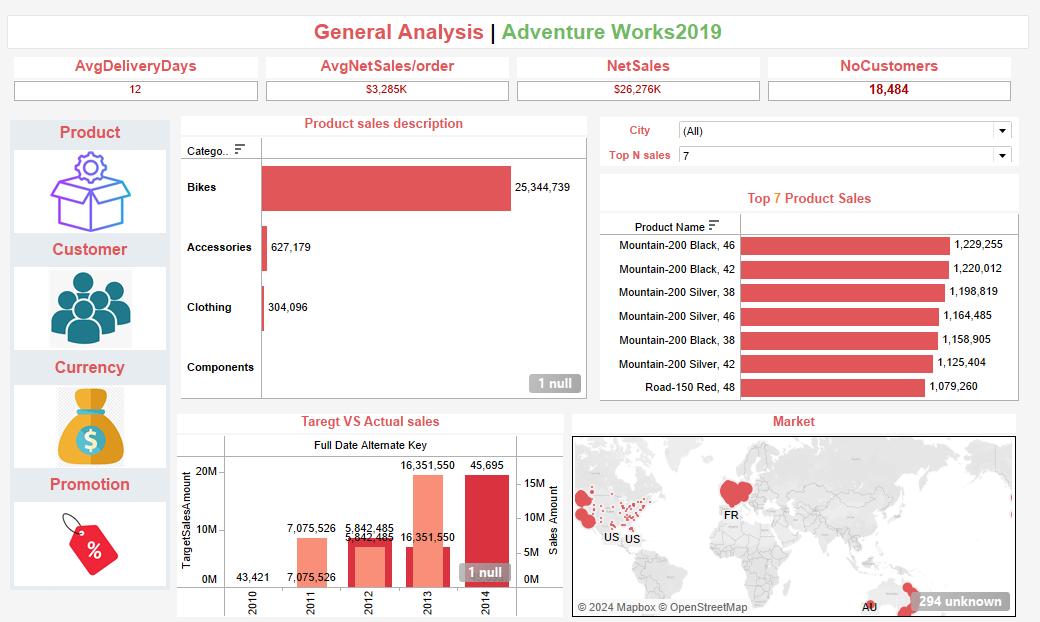 General Analysis | Adventure Works2019
AvgDeliveryDays
12
AvgNetSales/order
$3,285K
NetSales
$26,276K
NoCustomers
18,484
Product
Customer
Currency
$
Promotion
%
Product sales description
Catego..
Bikes 25,344,739
Accessories 627,179
Clothing 304,096
Components
1 null
City (All)
Top N sales 7
Top 7 Product Sales
Product Name
Mountain-200 Black, 46 1,229,255
Mountain-200 Black, 42 1,220,012
Mountain-200 Silver, 38 1,198,819
Mountain-200 Silver, 46 1,164,485
Mountain-200 Black, 38 1,158,905
Mountain-200 Silver, 42 1,125,404
Road-150 Red, 48 1,079,260
Taregt VS Actual sales
Full Date Alternate Key
TargetSalesAmount
20M
10M
0M
16,351,550 45,695
7,075,526 5,842,485
5,842,485 16,351,550
43,421 7,075,526
1 null
15M
10M
5M
0M
Sales Amount
2010 2011 2012 2013 2014
Market
FR
US US
AU
294 unknown
© 2024 Mapbox © OpenStreetMap